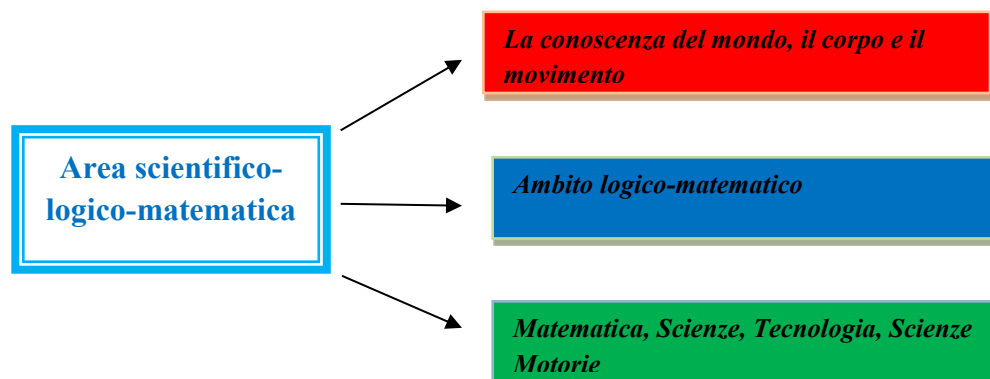 La conoscenza del mondo, il corpo e il
movimento
Area scientifico-
logico-matematica
Ambito logico-matematico
Matematica, Scienze, Tecnologia, Scienze
Motorie